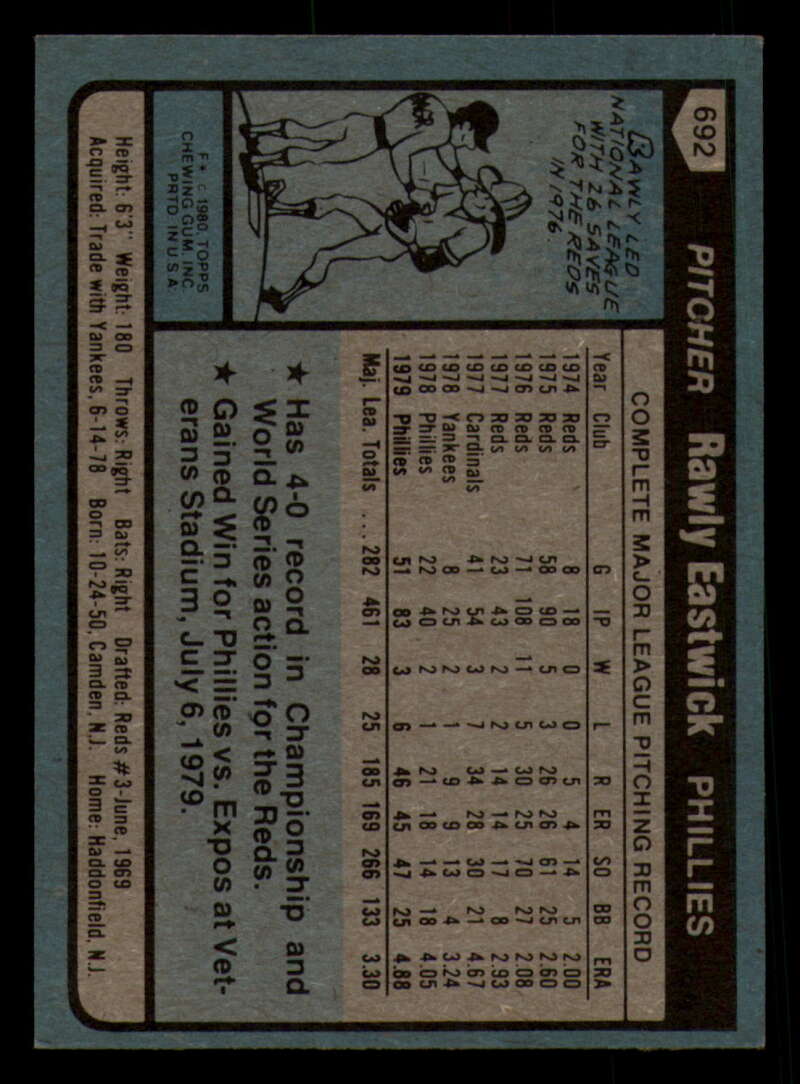 692
PITCHER Rawly Eastwick PHILLIES
RAWLY LED
NATIONAL LEAGUE
WITH 26 SAVES
FOR THE REDS
IN 1976.
F* © 1980 TOPPS
CHEWING GUM, INC.
PRTD. IN U.S.A.
COMPLETE MAJOR LEAGUE PITCHING RECORD
Year Club G IP W L R ER SO BB ERA
1974 Reds 8 18 0 0 5 4 14 5 2.00
1975 Reds 58 90 5 3 26 26 61 25 2.60
1976 Reds 71 108 11 5 30 25 70 27 2.08
1977 Reds 23 43 2 2 14 14 17 8 2.93
1977 Cardinals 41 54 3 7 34 28 30 21 4.67
1978 Yankees 8 25 2 1 9 9 13 4 3.24
1978 Phillies 22 40 2 1 21 18 14 18 4.05
1979 Phillies 51 83 3 6 46 45 47 25 4.88
Maj. Lea. Totals ... 282 461 28 25 185 169 266 133 3.30
★ Has 4-0 record in Championship and
World Series action for the Reds.
★ Gained Win for Phillies vs. Expos at Vet-
erans Stadium, July 6, 1979.
Height: 6'3" Weight: 180 Throws: Right Bats: Right Drafted: Reds #3-June, 1969
Acquired: Trade with Yankees, 6-14-78 Born: 10-24-50, Camden, N.J. Home: Haddonfield, N.J.